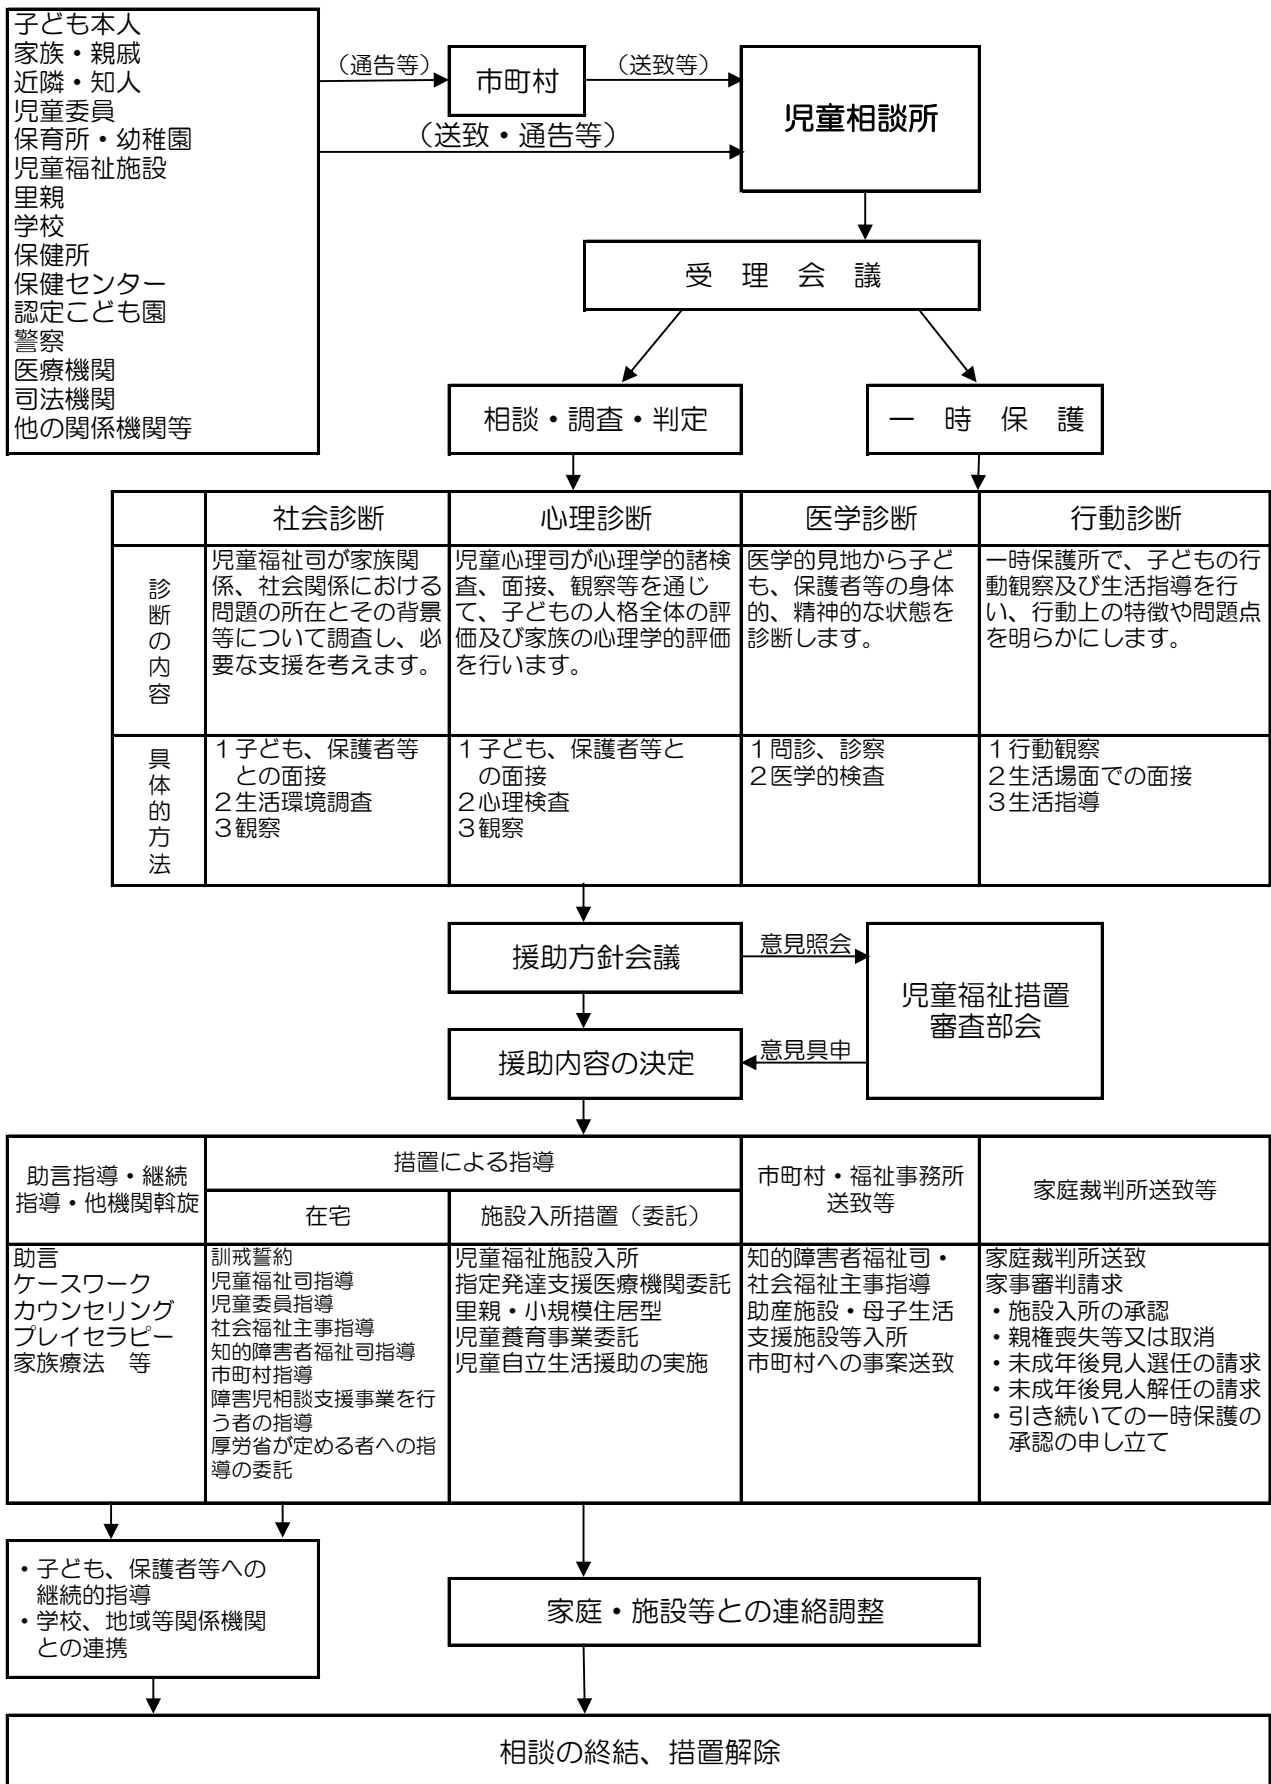 子ども本人
家族・親戚
近隣・知人
児童委員
保育所・幼稚園
児童福祉施設
里親
学校
保健所
保健センター
認定こども園
警察
医療機関
司法機関
他の関係機関等
（通告等）
市町村
（送致等）
（送致・通告等）
児童相談所
受　理　会　議
相談・調査・判定
一　時　保　護
社会診断
心理診断
医学診断
行動診断
診断の内容
児童福祉司が家族関
係、社会関係における
問題の所在とその背景
等について調査し、必
要な支援を考えます。
児童心理司が心理学的諸検
査、面接、観察等を通じ
て、子どもの人格全体の評
価及び家族の心理学的評価
を行います。
医学的見地から子ど
も、保護者等の身体
的、精神的な状態を
診断します。
一時保護所で、子どもの行
動観察及び生活指導を行
い、行動上の特徴や問題点
を明らかにします。
具体的方法
１子ども、保護者等
との面接
２生活環境調査
３観察
１子ども、保護者等と
の面接
２心理検査
３観察
１問診、診察
２医学的検査
１行動観察
２生活場面での面接
３生活指導
援助方針会議
意見照会
児童福祉措置
審査部会
援助内容の決定
意見具申
助言指導・継続
指導・他機関斡旋
措置による指導
在宅
施設入所措置（委託）
市町村・福祉事務所
送致等
家庭裁判所送致等
助言
ケースワーク
カウンセリング
プレイセラピー
家族療法　等
訓戒誓約
児童福祉司指導
児童委員指導
社会福祉主事指導
知的障害者福祉司指導
市町村指導
障害児相談支援事業を行
う者の指導
厚労省が定める者への指
導の委託
児童福祉施設入所
指定発達支援医療機関委託
里親・小規模住居型
児童養育事業委託
児童自立生活援助の実施
知的障害者福祉司・
社会福祉主事指導
助産施設・母子生活
支援施設等入所
市町村への事案送致
家庭裁判所送致
家事審判請求
・施設入所の承認
・親権喪失等又は取消
・未成年後見人選任の請求
・未成年後見人解任の請求
・引き続いての一時保護の
承認の申し立て
・子ども、保護者等への
継続的指導
・学校、地域等関係機関
との連携
家庭・施設等との連絡調整
相談の終結、措置解除